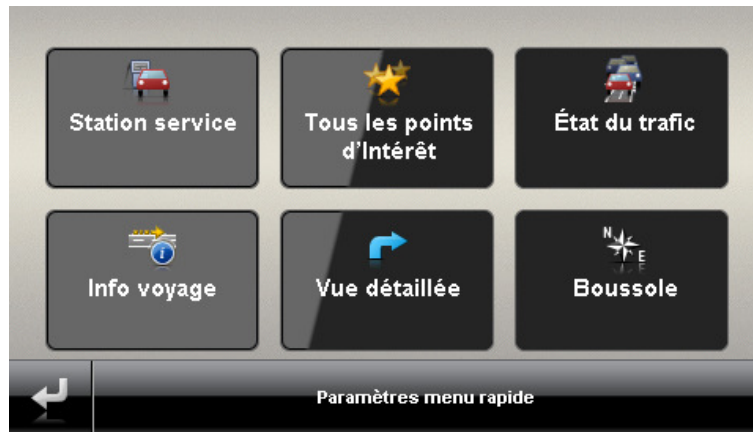 Station service
Tous les points
d'Intérêt
État du trafic
Info voyage
Vue détaillée
N
E
Boussole
Paramètres menu rapide